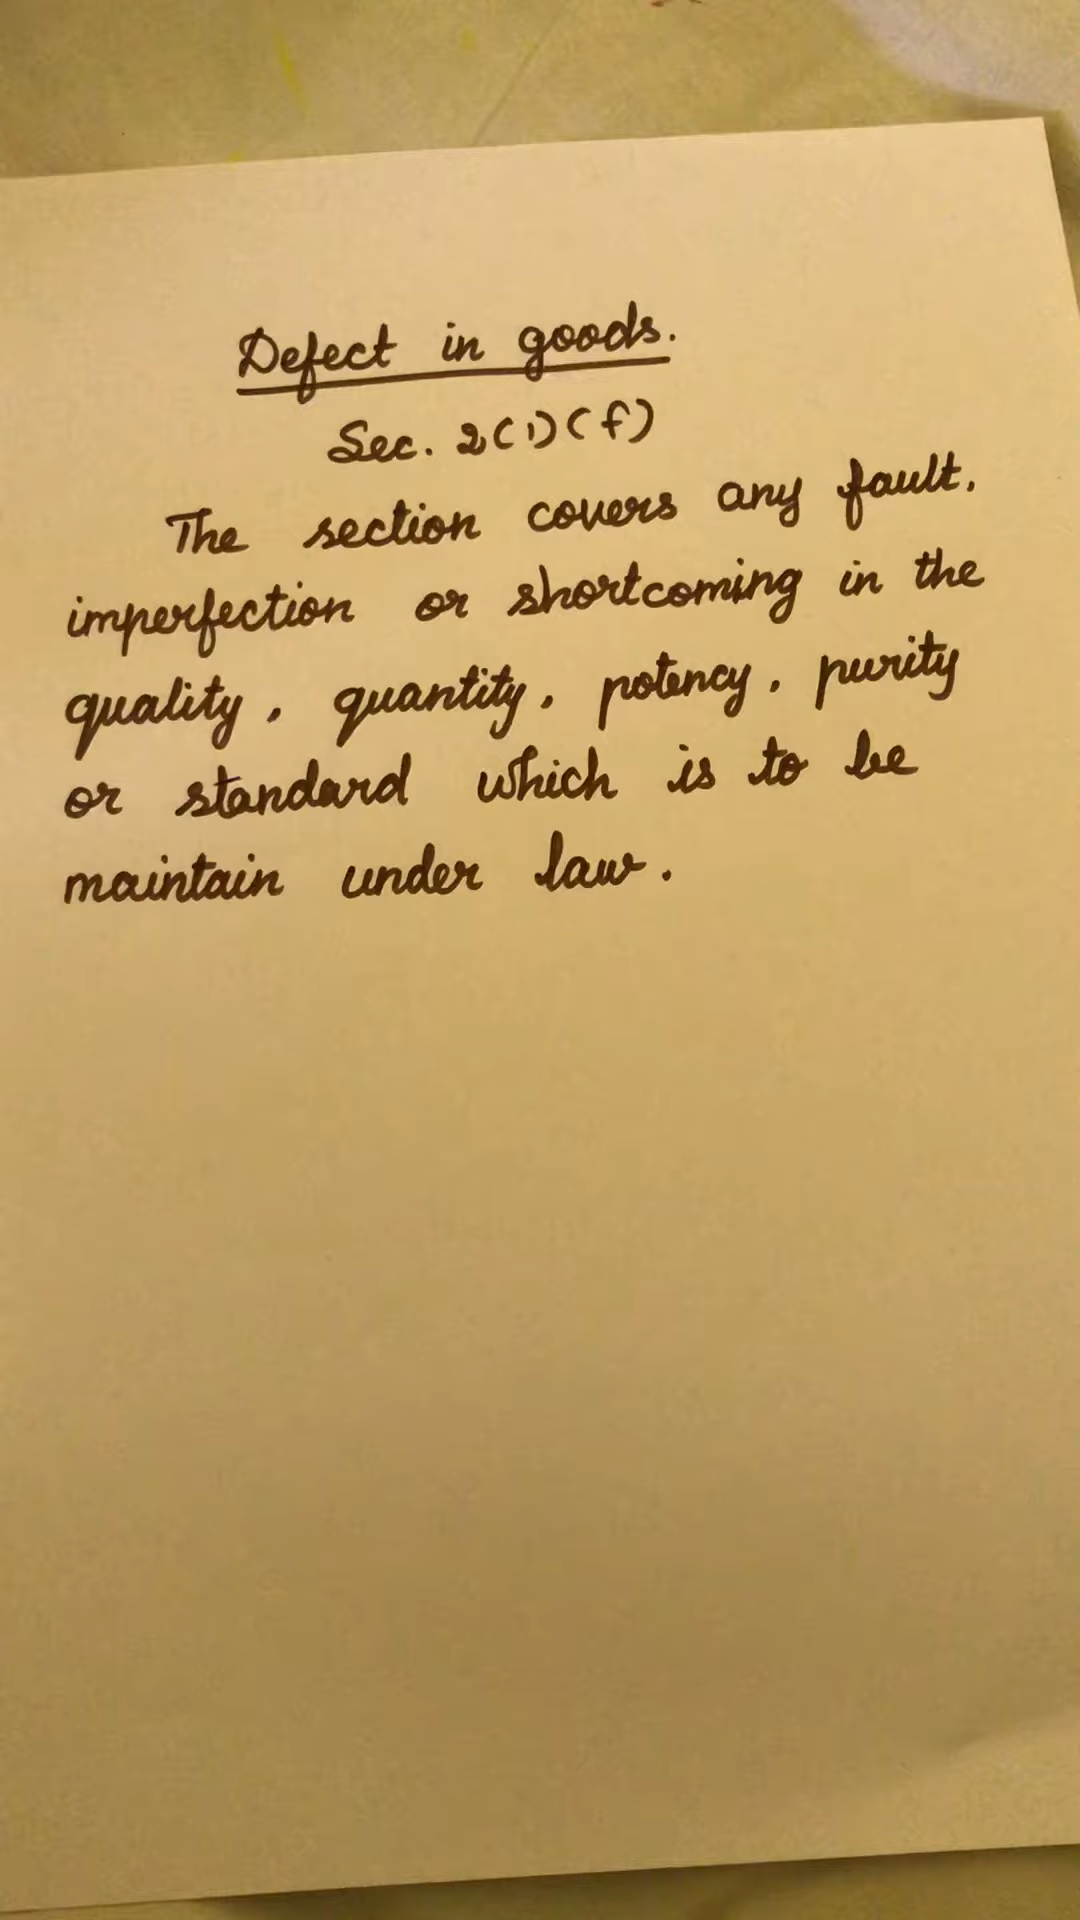 Defect in goods.
Sec. 2(1)(f)
The section covers any fault,
imperfection or shortcoming in the
quality, quantity, potency, purity
or standard which is to be
maintain under law.